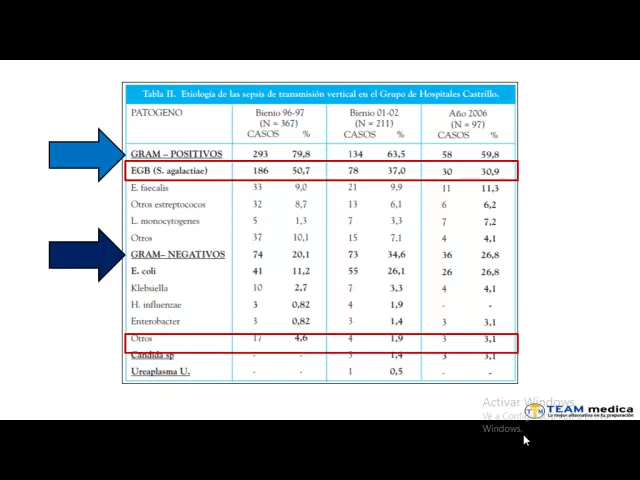 Tabla II. Etiología de las sepsis de transmisión vertical en el Grupo de Hospitales Castrillo.
PATOGENO Bienio 96-97 Bienio 01-02 Año 2006
(N = 367) (N = 211) (N = 97)
CASOS % CASOS % CASOS %
GRAM – POSITIVOS 293 79,8 134 63,5 58 59,8
EGB (S. agalactiae) 186 50,7 78 37,0 30 30,9
E. faecalis 33 9,0 21 9,9 11 11,3
Otros estreptococos 32 8,7 13 6,1 6 6,2
L. monocytogenes 5 1,3 7 3,3 7 7,2
Otros 37 10,1 15 7,1 4 4,1
GRAM– NEGATIVOS 74 20,1 73 34,6 36 26,8
E. coli 41 11,2 55 26,1 26 26,8
Klebsiella 10 2,7 7 3,3 4 4,1
H. influenzae 3 0,82 4 1,9 - -
Enterobacter 3 0,82 3 1,4 3 3,1
Otros 17 4,6 4 1,9 3 3,1
Candida sp - - 3 1,4 3 3,1
Ureaplasma U. - - 1 0,5 - -
Activar Windows
Ve a
Windows.
TEAM medica
La mejor alternativa en tu preparación